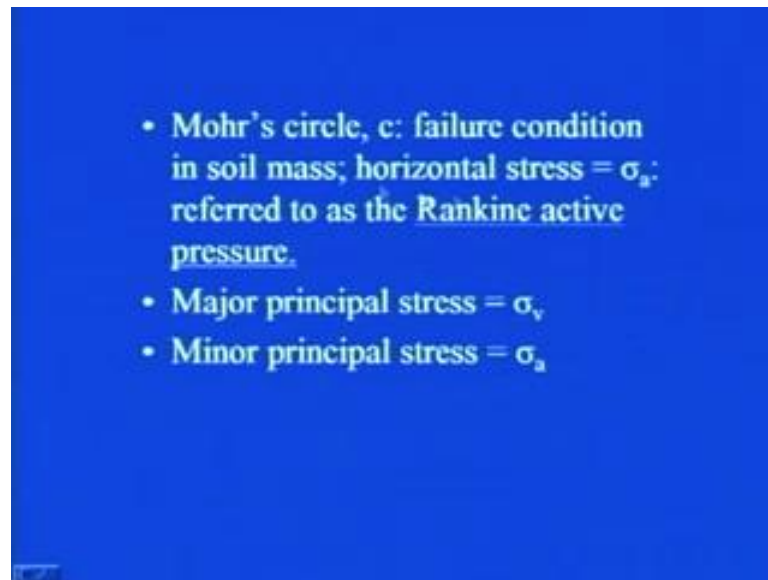 • Mohr's circle, c: failure condition
in soil mass; horizontal stress = σₐ:
referred to as the Rankine active
pressure.
• Major principal stress = σᵥ
• Minor principal stress = σₐ